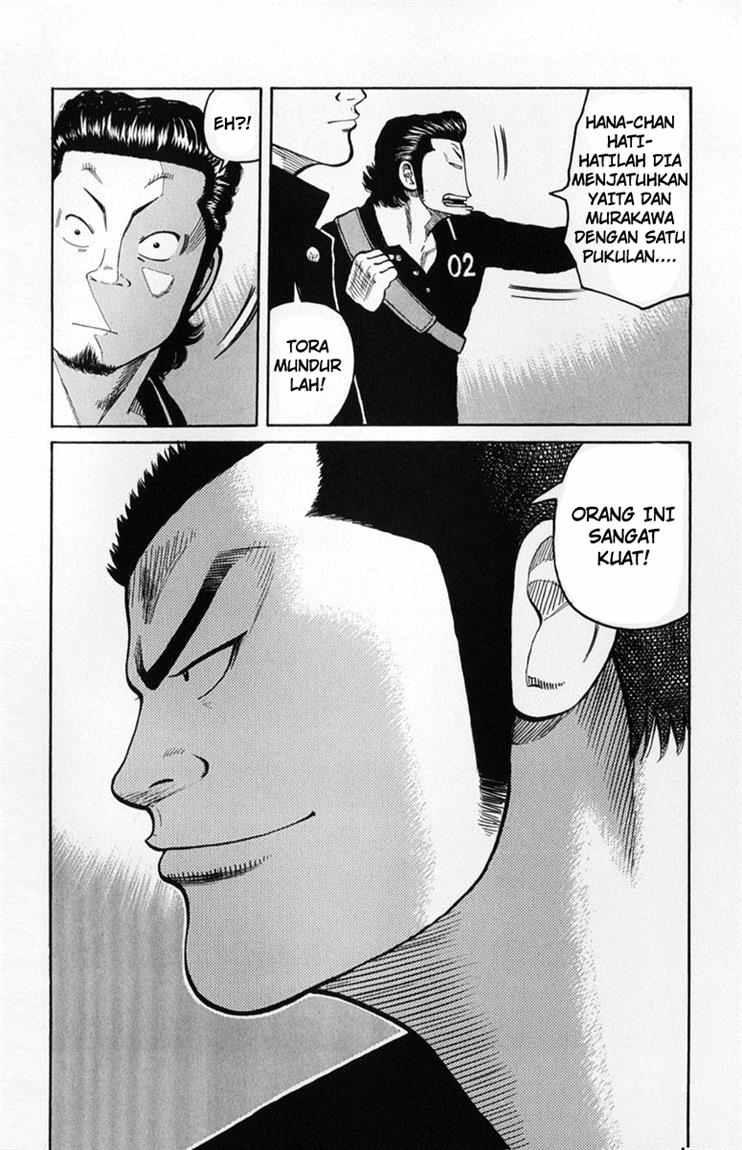 HANA-CHAN
HATI-
HATILAH DIA
MENJATUHKAN
YAITA DAN
MURAKAWA
DENGAN SATU
PUKULAN....
02
TORA
MUNDUR
LAH!
EH?!
ORANG INI
SANGAT
KUAT!